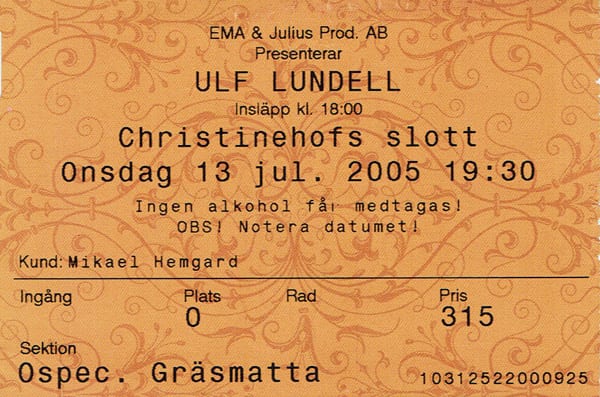 EMA & Julius Prod. AB
Presenterar
ULF LUNDELL
Insläpp kl. 18:00
Christinehofs slott
Onsdag 13 jul. 2005 19:30
Ingen alkohol får medtagas!
OBS! Notera datumet!
Kund: Mikael Hemgard
Ingång Plats Rad Pris
0 315
Sektion
Ospec. Gräsmatta 10312522000925